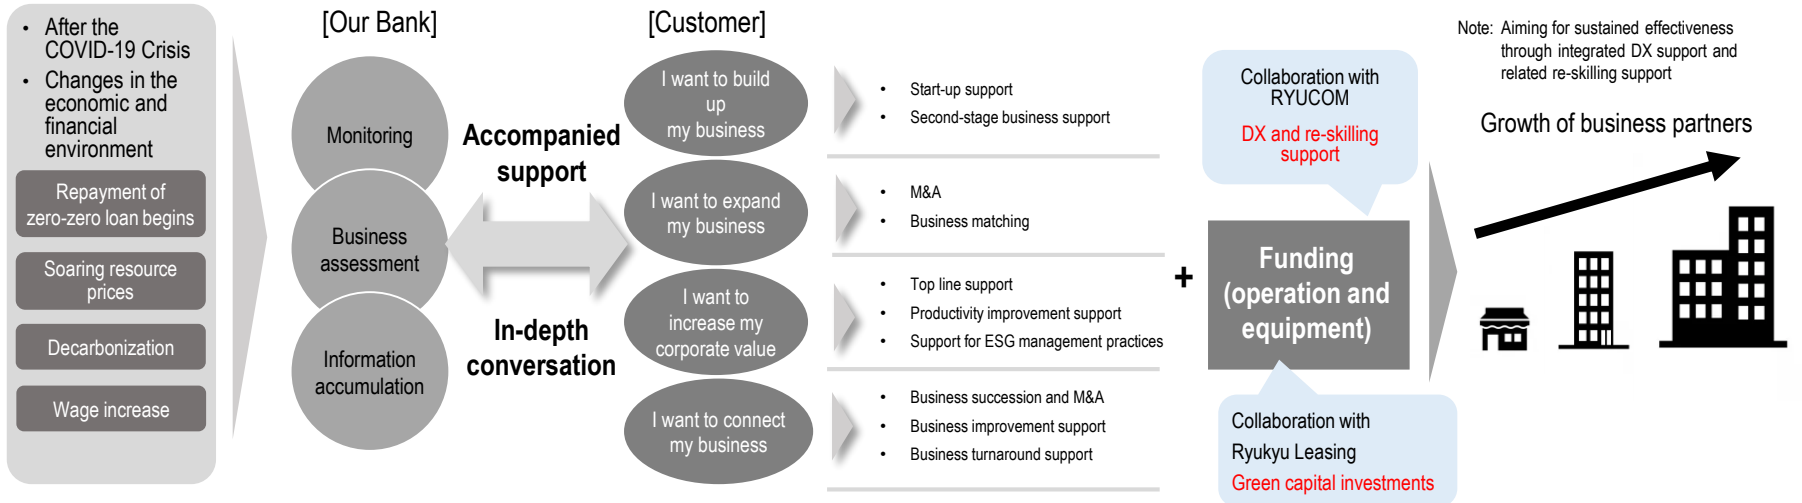 • After the
COVID-19 Crisis
• Changes in the
economic and
financial
environment
Repayment of
zero-zero loan begins
Soaring resource
prices
Decarbonization
Wage increase
[Our Bank]
Monitoring
Business
assessment
Information
accumulation
Accompanied
support
In-depth
conversation
[Customer]
I want to build
up
my business
I want to expand
my business
I want to
increase my
corporate value
I want to connect
my business
• Start-up support
• Second-stage business support
• M&A
• Business matching
• Top line support
• Productivity improvement support
• Support for ESG management practices
• Business succession and M&A
• Business improvement support
• Business turnaround support
+
Collaboration with
RYUCOM
DX and re-skilling
support
Funding
(operation and
equipment)
Collaboration with
Ryukyu Leasing
Green capital investments
Note: Aiming for sustained effectiveness
through integrated DX support and
related re-skilling support
Growth of business partners